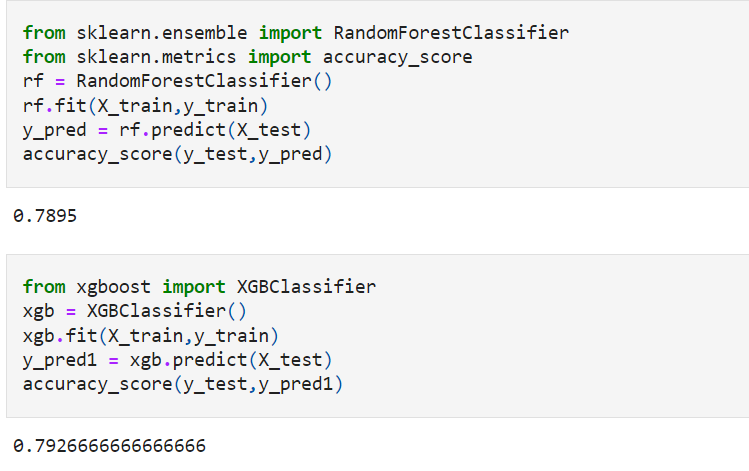 from sklearn.ensemble import RandomForestClassifier
from sklearn.metrics import accuracy_score
rf = RandomForestClassifier()
rf.fit(X_train,y_train)
y_pred = rf.predict(X_test)
accuracy_score(y_test,y_pred)
0.7895
from xgboost import XGBClassifier
xgb = XGBClassifier()
xgb.fit(X_train,y_train)
y_pred1 = xgb.predict(X_test)
accuracy_score(y_test,y_pred1)
0.7926666666666666